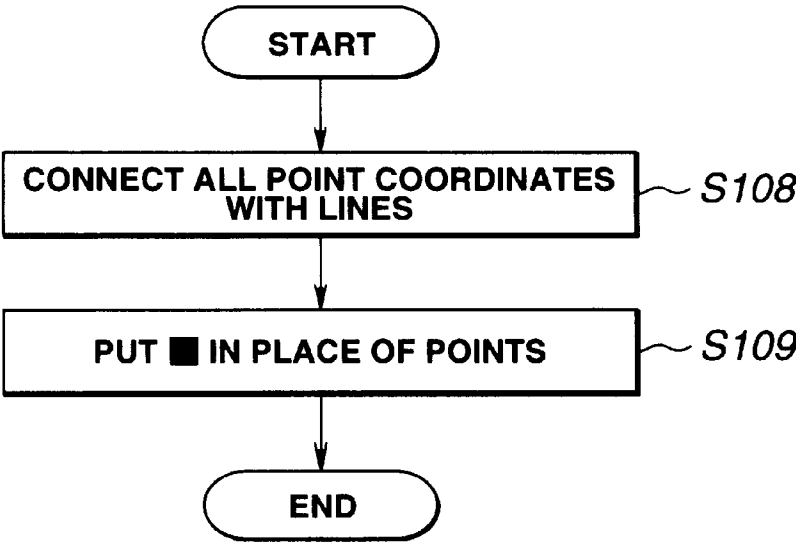 START
CONNECT ALL POINT COORDINATES
WITH LINES
S108
PUT ■ IN PLACE OF POINTS
S109
END